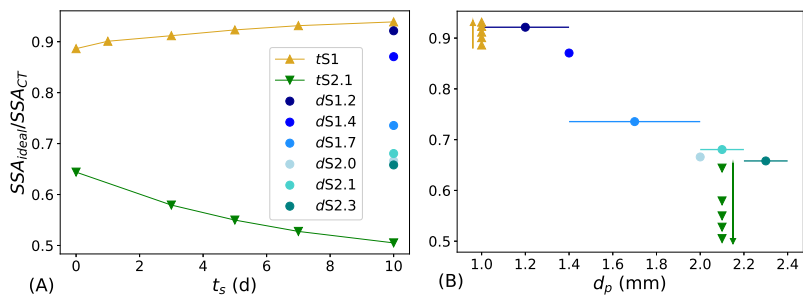 SSA_ideal/SSA_CT
0.9
0.8
0.7
0.6
0.5
0
2
4
6
8
10
t_s (d)
(A)
tS1
tS2.1
dS1.2
dS1.4
dS1.7
dS2.0
dS2.1
dS2.3
0.9
0.8
0.7
0.6
0.5
1.0
1.2
1.4
1.6
1.8
2.0
2.2
2.4
d_p (mm)
(B)